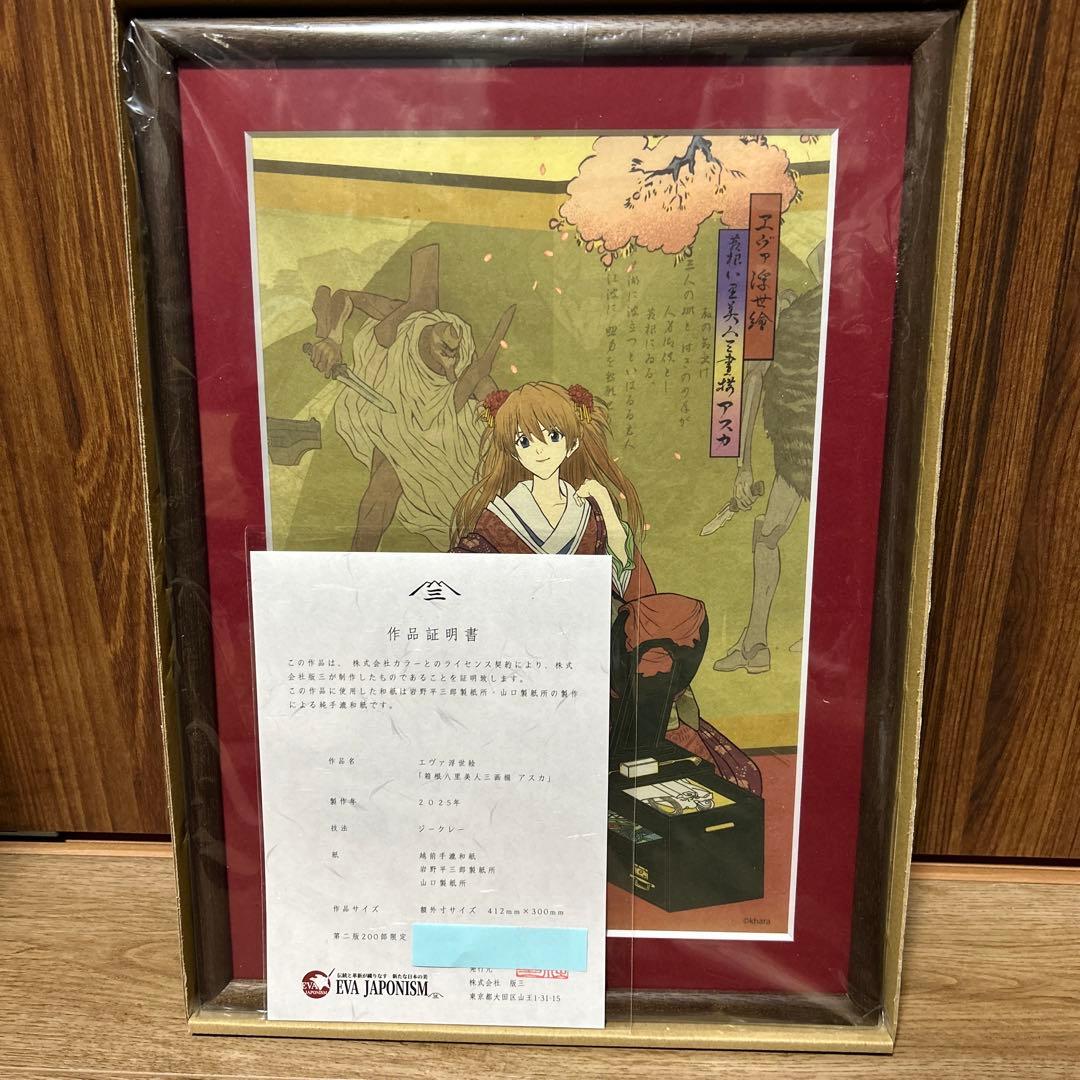 ヱヴァ浮世繪
箱根八里美人三画描 アスカ
©khara
三
作品証明書
この作品は、株式会社カラーとのライセンス契約により、株式
会社版三が制作したものであることを証明致します。
この作品に使用した和紙は岩野平三郎製紙所・山口製紙所の製作
による純手漉和紙です。
作品名 エヴァ浮世絵
「箱根八里美人三画描 アスカ」
製作年 2025年
技法 ジークレー
紙 越前手漉和紙
岩野平三郎製紙所
山口製紙所
作品サイズ 額外寸サイズ 412mm×300mm
第二版200部限定
発行元
株式会社 版三
東京都大田区山王1-31-15
EVA
JAPONISM
伝統と革新が織りなす 新たな日本の美
EVA JAPONISM